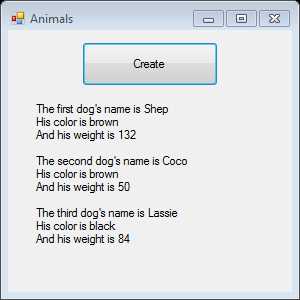 Animals
Create
The first dog's name is Shep
His color is brown
And his weight is 132
The second dog's name is Coco
His color is brown
And his weight is 50
The third dog's name is Lassie
His color is black
And his weight is 84